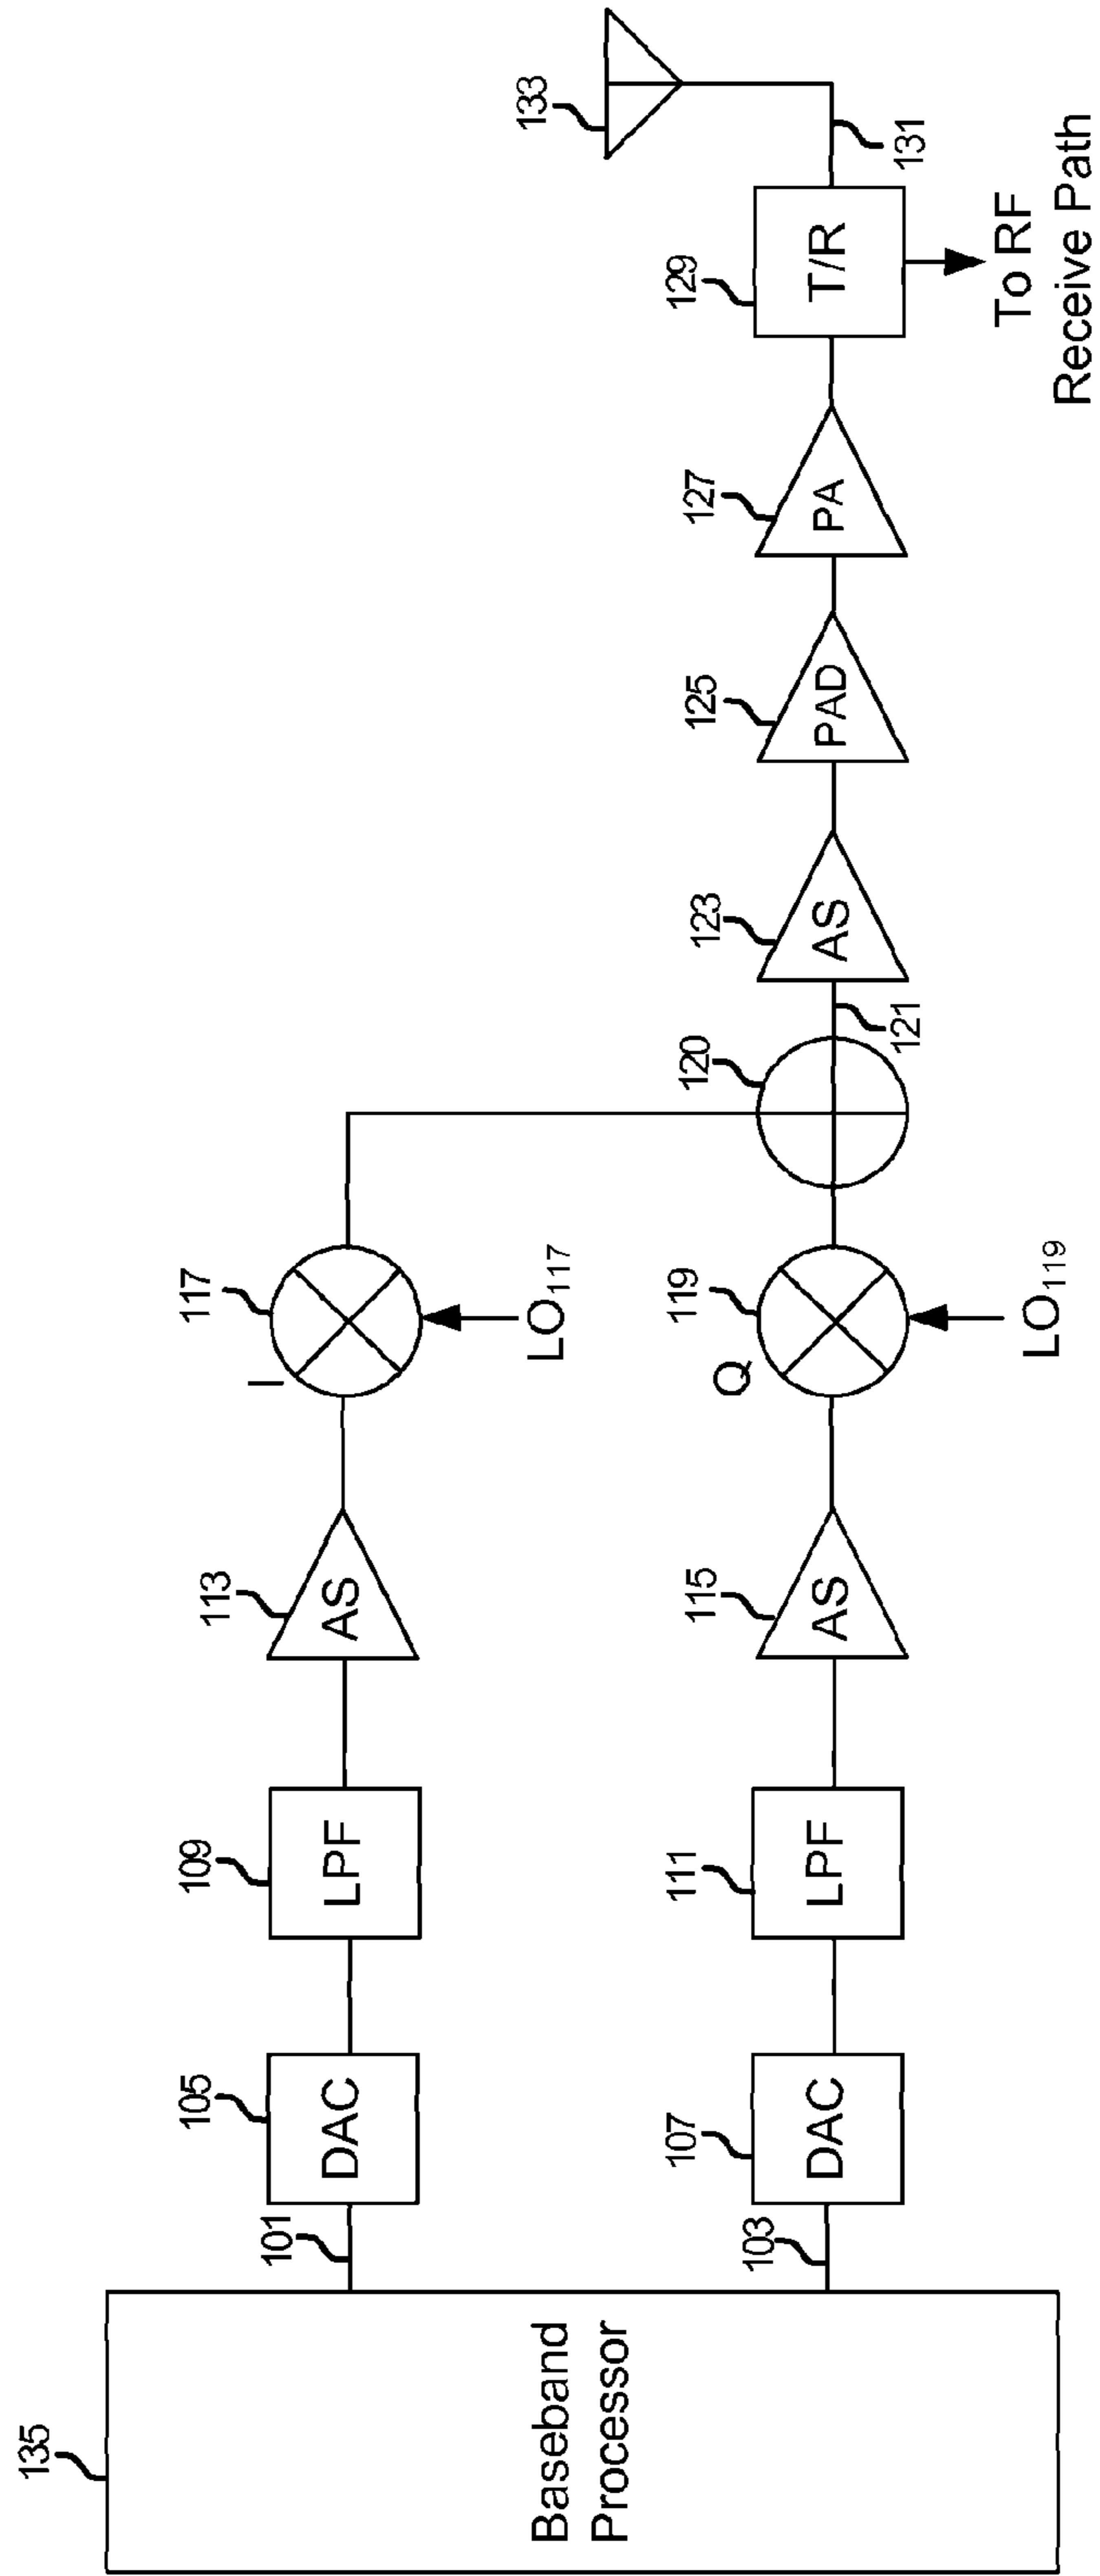 135
Baseband
Processor
101
103
105
DAC
107
DAC
109
LPF
111
LPF
113
AS
115
AS
I
117
LO117
Q
119
LO119
120
121
123
AS
125
PAD
127
PA
129
T/R
131
133
To RF
Receive Path